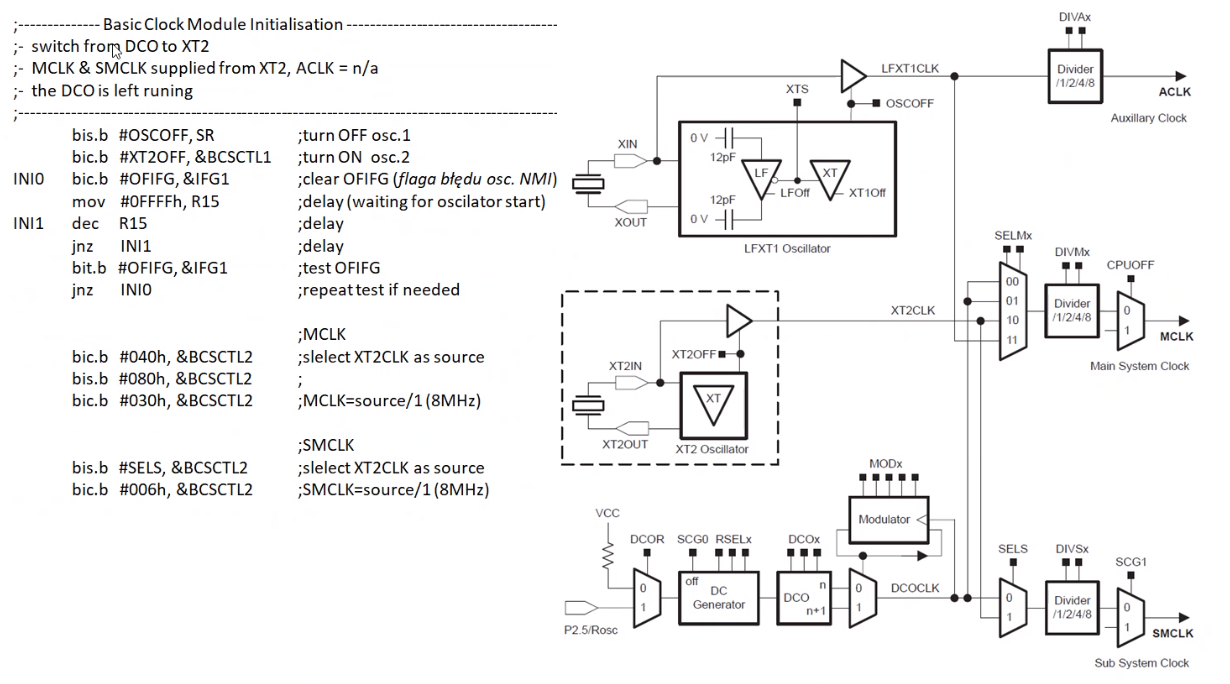 ;-------------- Basic Clock Module Initialisation -------------------------------------
;- switch from DCO to XT2
;- MCLK & SMCLK supplied from XT2, ACLK = n/a
;- the DCO is left runing
;---------------------------------------------------------------------------------------------
bis.b #OSCOFF, SR ;turn OFF osc.1
bic.b #XT2OFF, &BCSCTL1 ;turn ON osc.2
INI0 bic.b #OFIFG, &IFG1 ;clear OFIFG (flaga błędu osc. NMI)
mov #0FFFFh, R15 ;delay (waiting for oscilator start)
INI1 dec R15 ;delay
jnz INI1 ;delay
bit.b #OFIFG, &IFG1 ;test OFIFG
jnz INI0 ;repeat test if needed
;MCLK
bic.b #040h, &BCSCTL2 ;slelect XT2CLK as source
bis.b #080h, &BCSCTL2 ;
bic.b #030h, &BCSCTL2 ;MCLK=source/1 (8MHz)
;SMCLK
bis.b #SELS, &BCSCTL2 ;slelect XT2CLK as source
bic.b #006h, &BCSCTL2 ;SMCLK=source/1 (8MHz)
DIVAx
LFXT1CLK
Divider
/1/2/4/8
ACLK
Auxillary Clock
XTS
OSCOFF
XIN
0 V
12pF
LF
XT
LFOff
XT1Off
12pF
0 V
XOUT
LFXT1 Oscillator
SELMx
DIVMx
CPUOFF
00
01
10
11
Divider
/1/2/4/8
0
1
MCLK
Main System Clock
XT2CLK
XT2OFF
XT2IN
XT
XT2OUT
XT2 Oscillator
MODx
Modulator
VCC
DCOR
SCG0 RSELx
DCOx
0
1
off
DC
Generator
DCO
n
n+1
0
1
DCOCLK
P2.5/Rosc
SELS
DIVSx
SCG1
0
1
Divider
/1/2/4/8
0
1
SMCLK
Sub System Clock